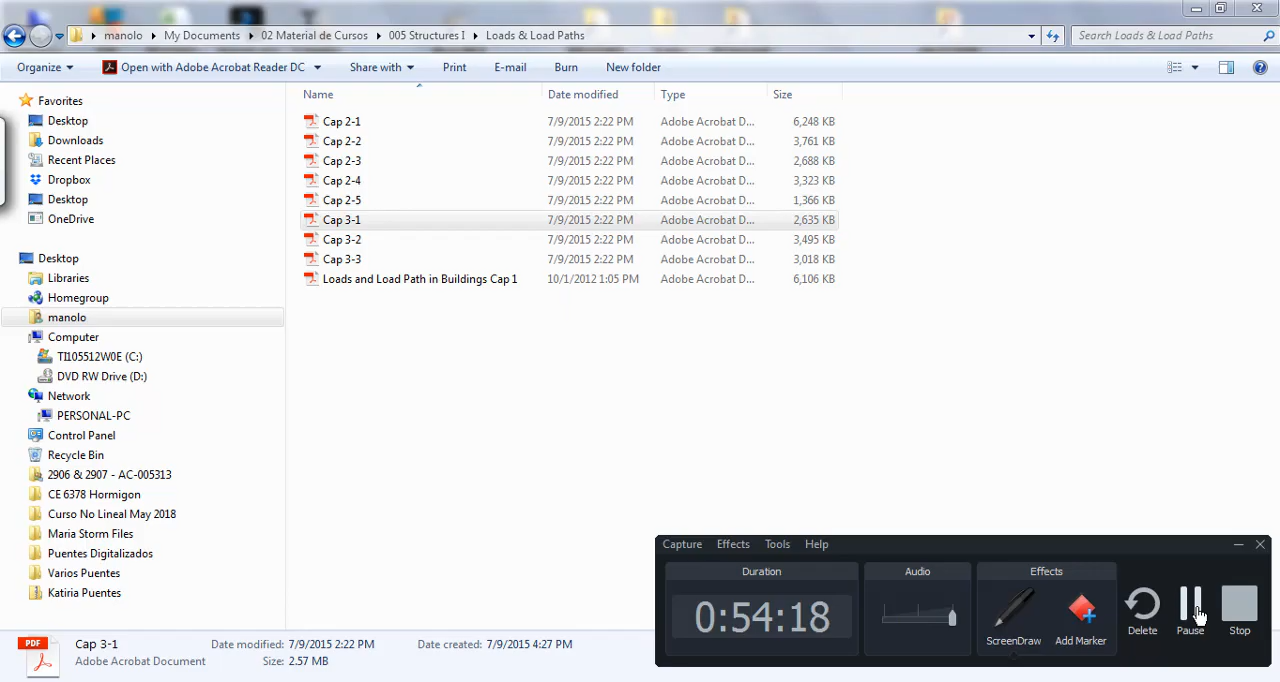 manolo My Documents 02 Material de Cursos 005 Structures I Loads & Load Paths Search Loads & Load Paths
Organize Open with Adobe Acrobat Reader DC Share with Print E-mail Burn New folder
Name Date modified Type Size
Favorites
Desktop
Downloads
Recent Places
Dropbox
Desktop
OneDrive
Desktop
Libraries
Homegroup
manolo
Computer
TI105512W0E (C:)
DVD RW Drive (D:)
Network
PERSONAL-PC
Control Panel
Recycle Bin
2906 & 2907 - AC-005313
CE 6378 Hormigon
Curso No Lineal May 2018
Maria Storm Files
Puentes Digitalizados
Varios Puentes
Katiria Puentes
Cap 2-1 7/9/2015 2:22 PM Adobe Acrobat D... 6,248 KB
Cap 2-2 7/9/2015 2:22 PM Adobe Acrobat D... 3,761 KB
Cap 2-3 7/9/2015 2:22 PM Adobe Acrobat D... 2,688 KB
Cap 2-4 7/9/2015 2:22 PM Adobe Acrobat D... 3,323 KB
Cap 2-5 7/9/2015 2:22 PM Adobe Acrobat D... 1,366 KB
Cap 3-1 7/9/2015 2:22 PM Adobe Acrobat D... 2,635 KB
Cap 3-2 7/9/2015 2:22 PM Adobe Acrobat D... 3,495 KB
Cap 3-3 7/9/2015 2:22 PM Adobe Acrobat D... 3,018 KB
Loads and Load Path in Buildings Cap 1 10/1/2012 1:05 PM Adobe Acrobat D... 6,106 KB
Capture Effects Tools Help
Duration Audio Effects
0:54:18
ScreenDraw Add Marker Delete Pause Stop
PDF
Cap 3-1 Date modified: 7/9/2015 2:22 PM Date created: 7/9/2015 4:27 PM
Adobe Acrobat Document Size: 2.57 MB